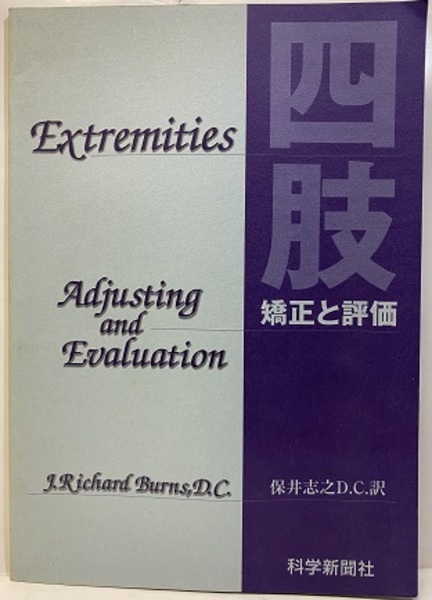 Extremities
Adjusting
and
Evaluation
J.Richard Burns,D.C.
四肢
矯正と評価
保井志之D.C.訳
科学新聞社